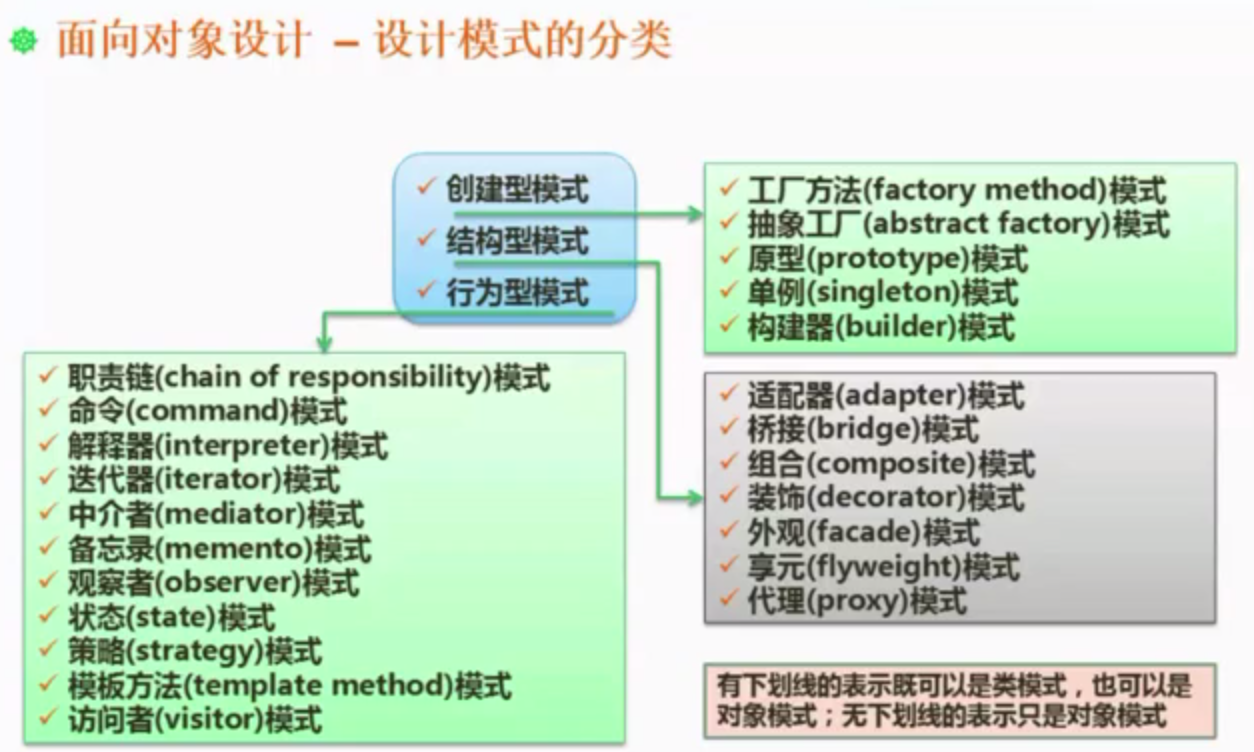 面向对象设计 – 设计模式的分类
✓ 创建型模式
✓ 结构型模式
✓ 行为型模式
✓ 工厂方法(factory method)模式
✓ 抽象工厂(abstract factory)模式
✓ 原型(prototype)模式
✓ 单例(singleton)模式
✓ 构建器(builder)模式
✓ 职责链(chain of responsibility)模式
✓ 命令(command)模式
✓ 解释器(interpreter)模式
✓ 迭代器(iterator)模式
✓ 中介者(mediator)模式
✓ 备忘录(memento)模式
✓ 观察者(observer)模式
✓ 状态(state)模式
✓ 策略(strategy)模式
✓ 模板方法(template method)模式
✓ 访问者(visitor)模式
✓ 适配器(adapter)模式
✓ 桥接(bridge)模式
✓ 组合(composite)模式
✓ 装饰(decorator)模式
✓ 外观(facade)模式
✓ 享元(flyweight)模式
✓ 代理(proxy)模式
有下划线的表示既可以是类模式，也可以是
对象模式；无下划线的表示只是对象模式